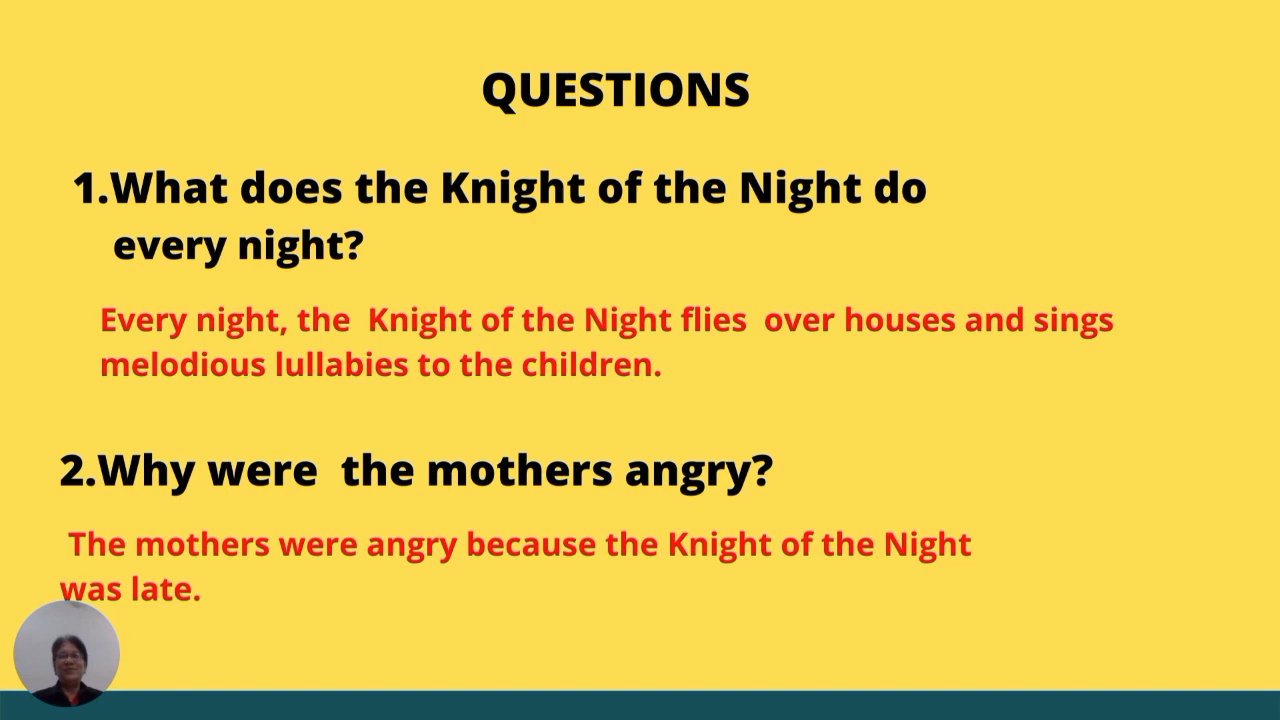 QUESTIONS
1.What does the Knight of the Night do
every night?
Every night, the  Knight of the Night flies  over houses and sings
melodious lullabies to the children.
2.Why were  the mothers angry?
The mothers were angry because the Knight of the Night
was late.